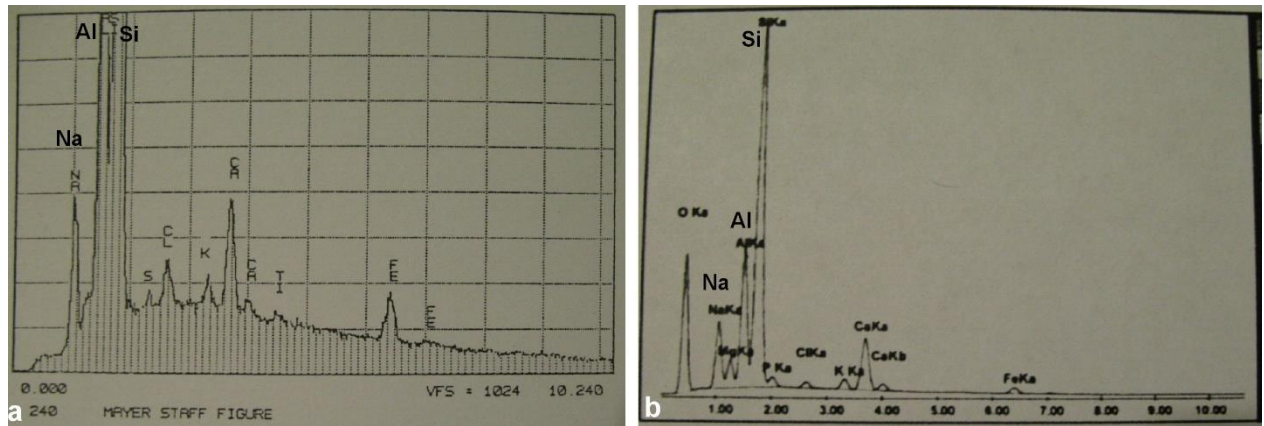 Al Si
Na
NA
S
CL
K
CA
CA
TI
FE
FE
0.000 VFS = 1024 10.240
a 240 MAYER STAFF FIGURE
SiKa
Si
O Ka
Al
AlKa
Na
NaKa
MgKa
P Ka
ClKa
K Ka
CaKa
CaKb
FeKa
1.00 2.00 3.00 4.00 5.00 6.00 7.00 8.00 9.00 10.00
b